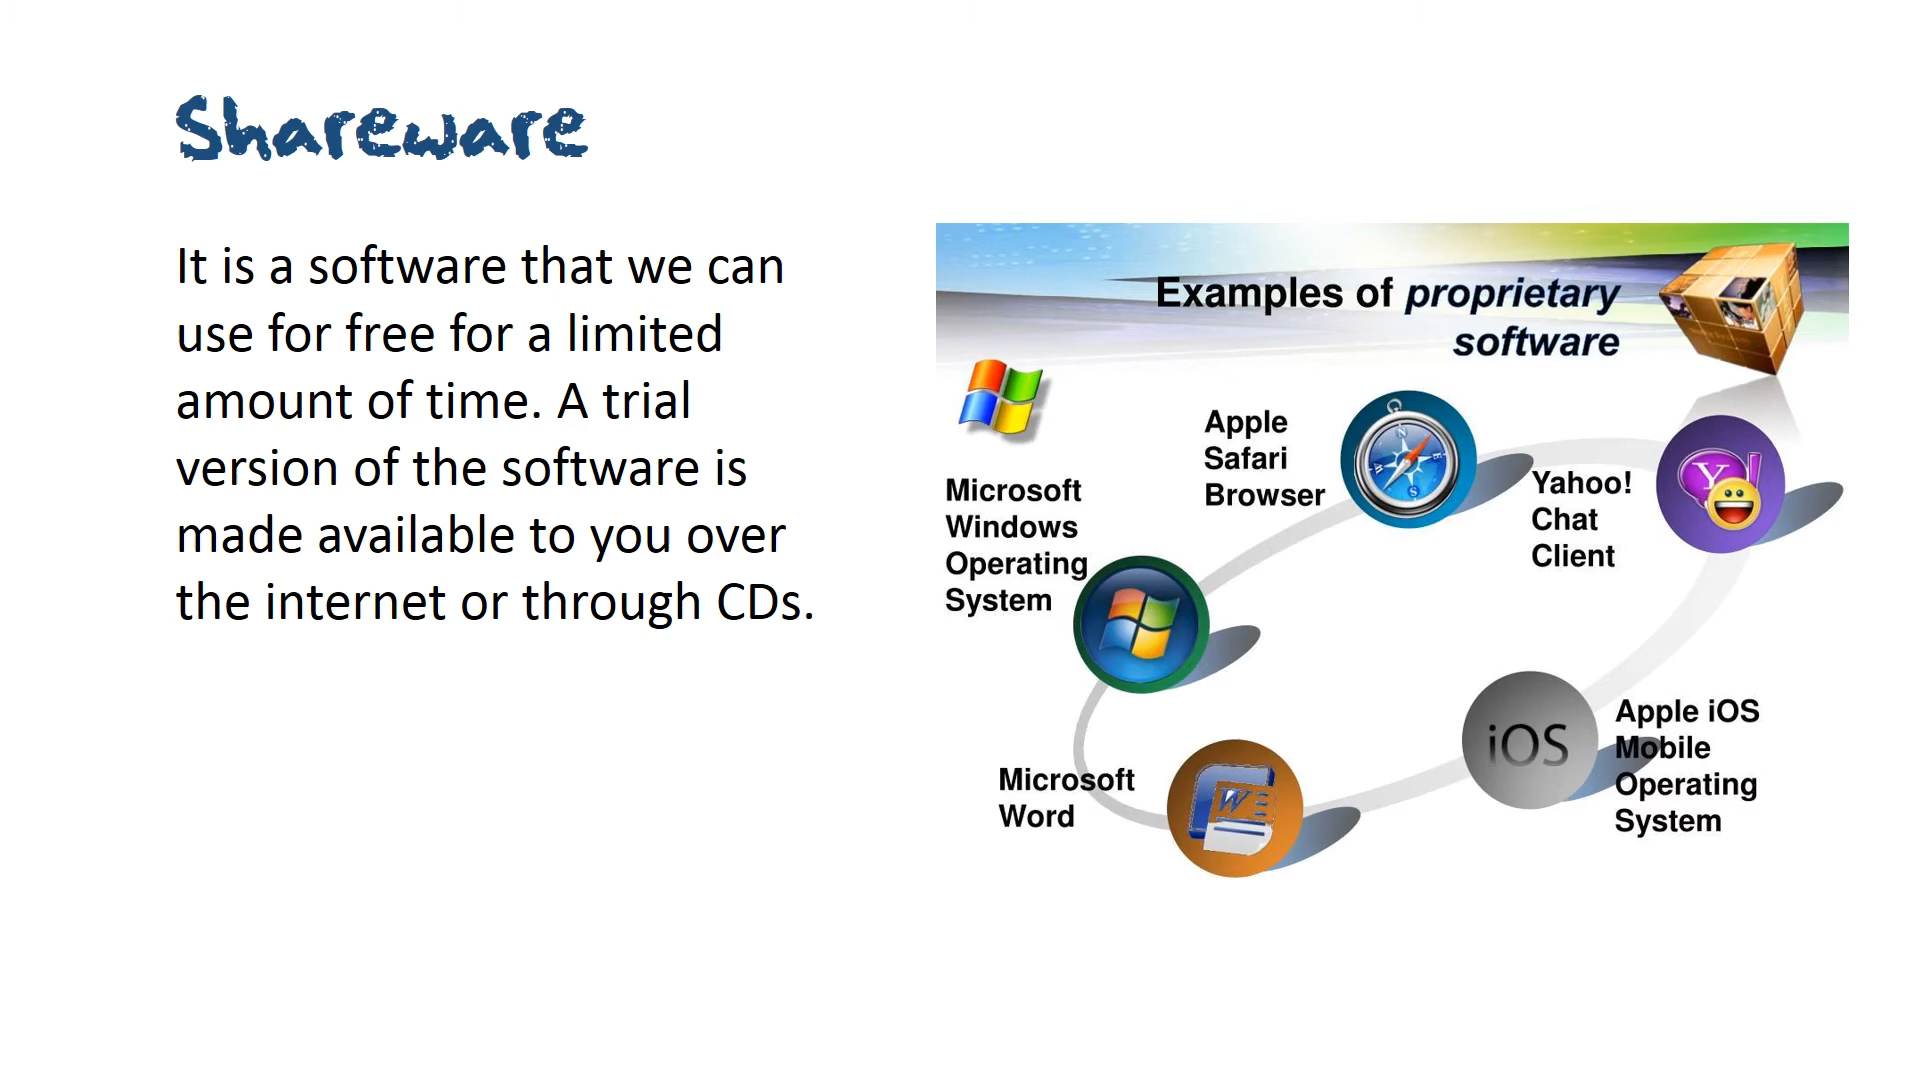 Shareware
It is a software that we can
use for free for a limited
amount of time. A trial
version of the software is
made available to you over
the internet or through CDs.
Examples of proprietary
software
Apple
Safari
Browser
Yahoo!
Chat
Client
Microsoft
Windows
Operating
System
Microsoft
Word
iOS
Apple iOS
Mobile
Operating
System